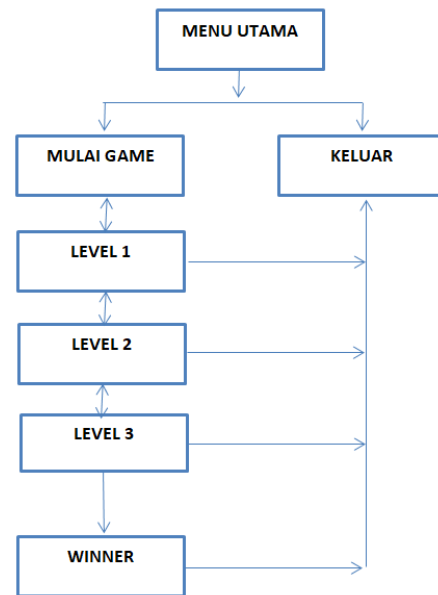 MENU UTAMA
MULAI GAME
KELUAR
LEVEL 1
LEVEL 2
LEVEL 3
WINNER